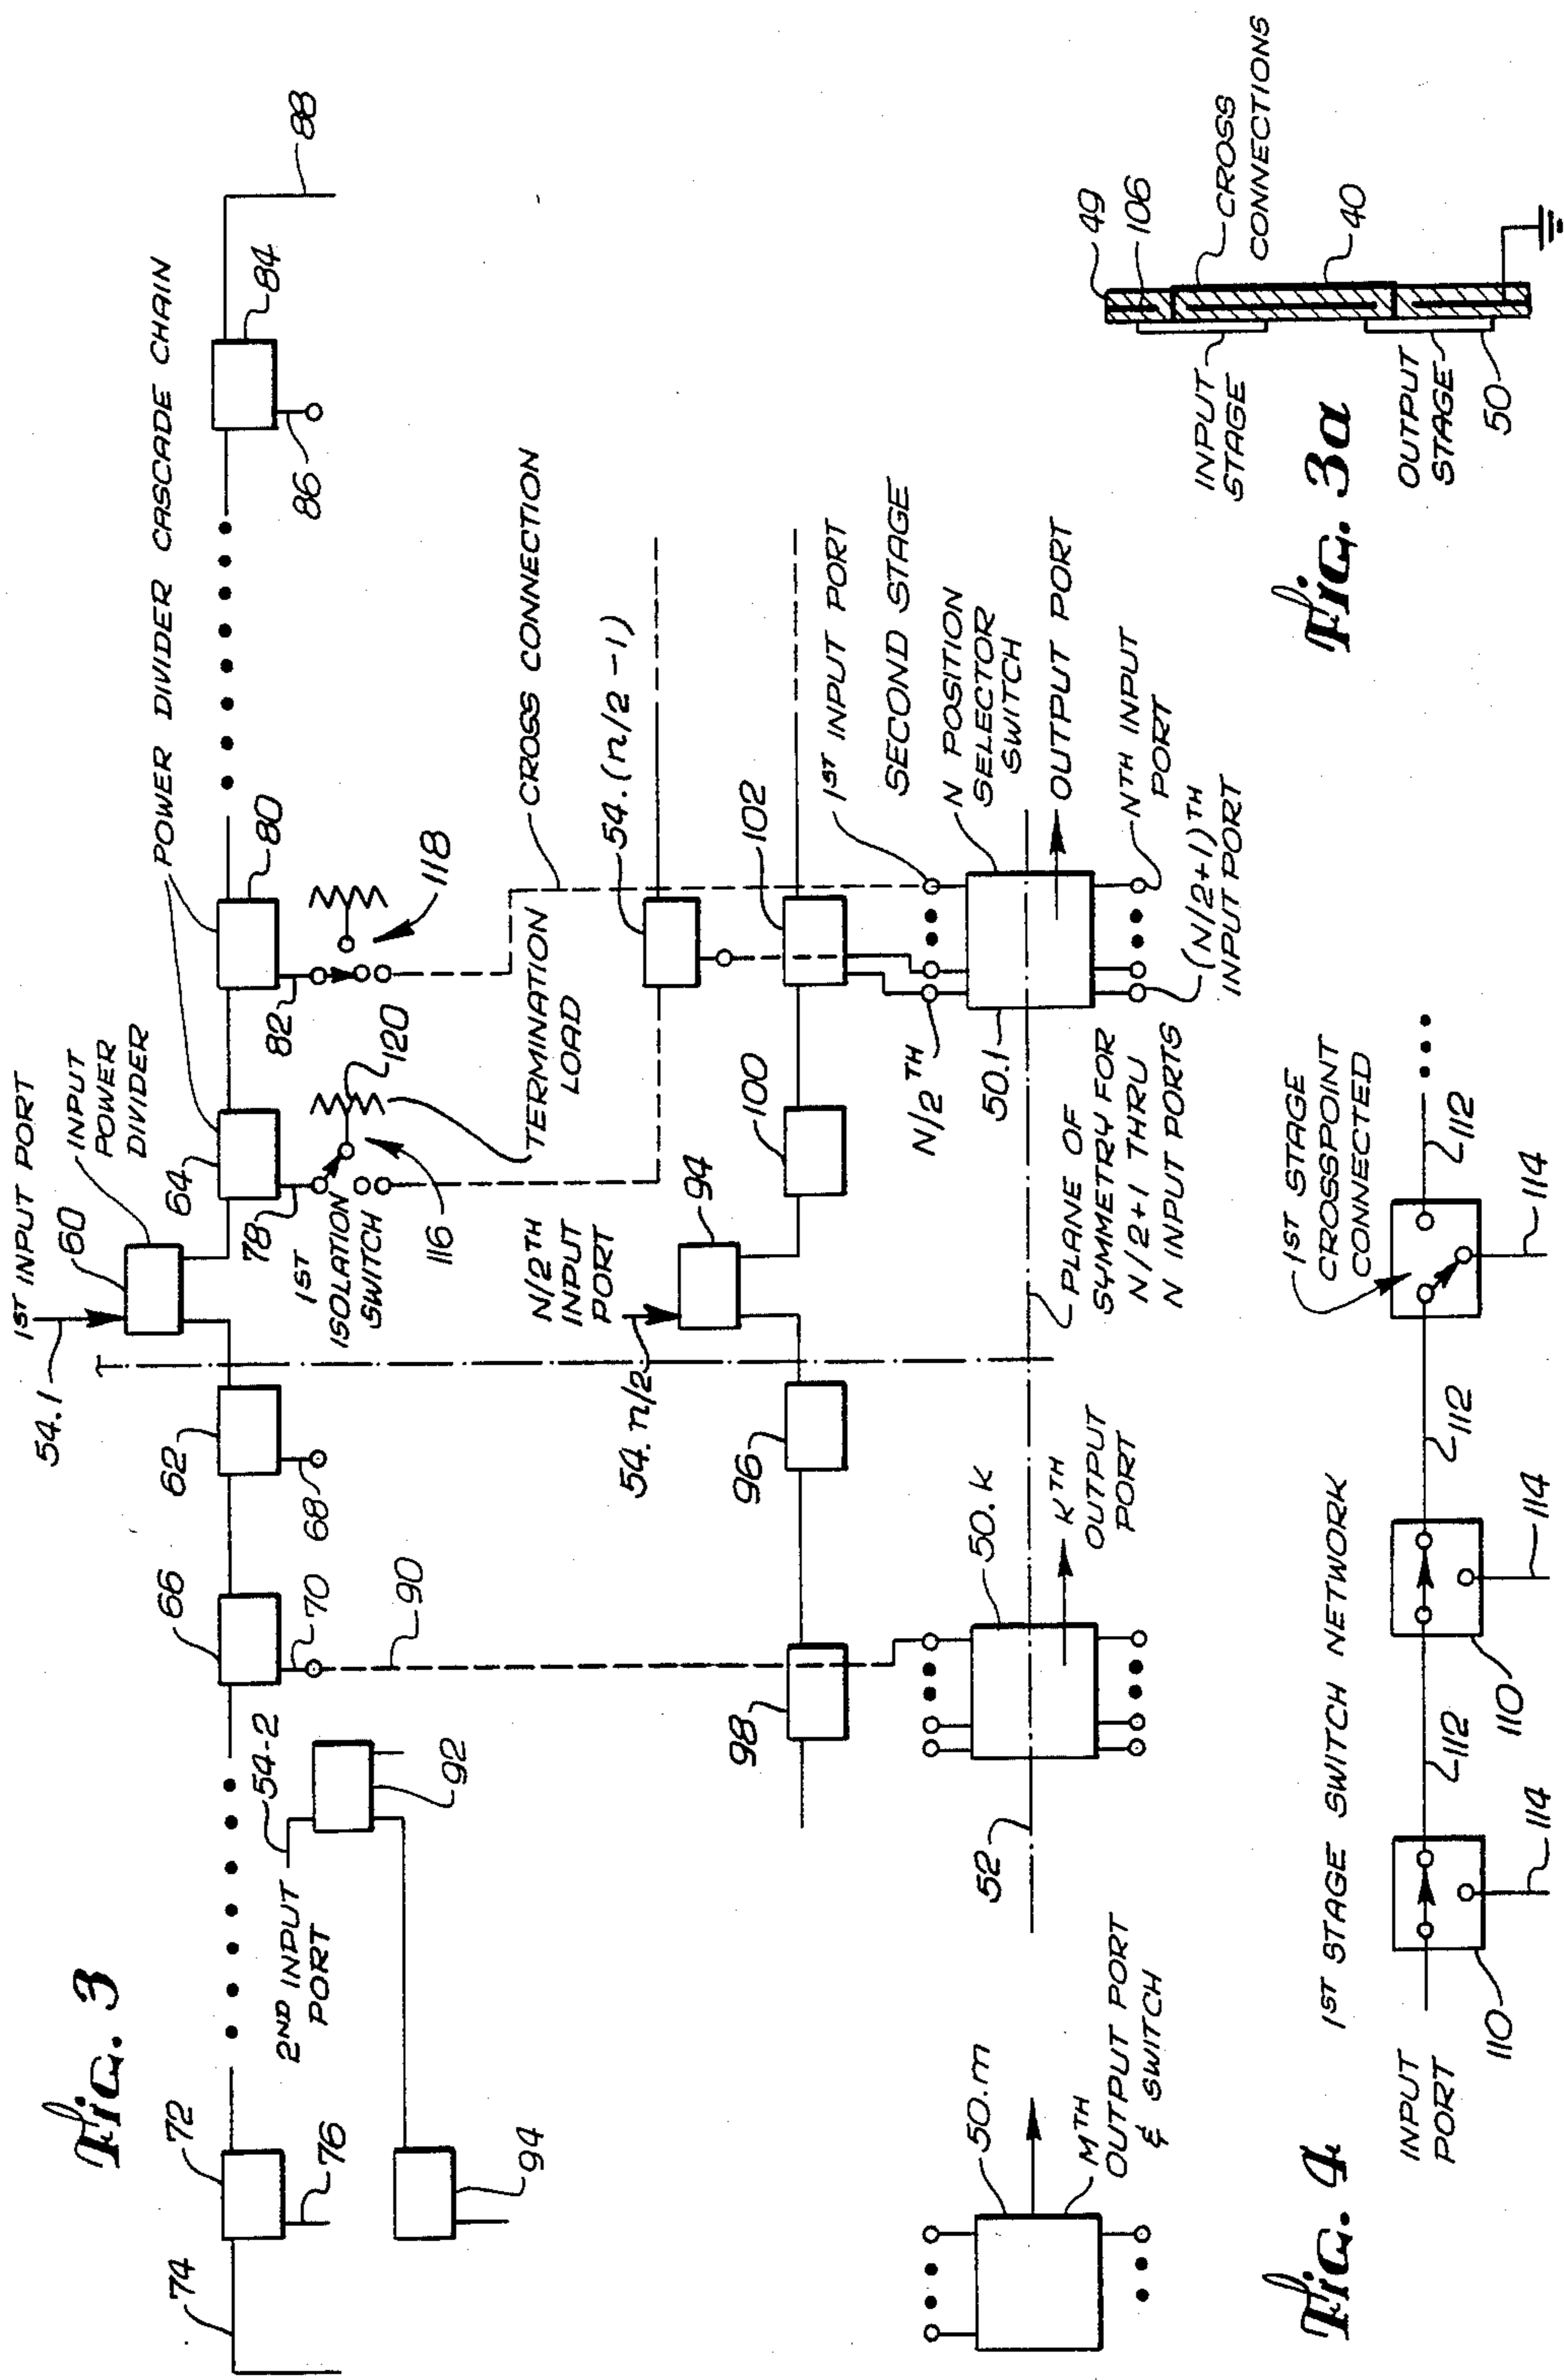 Fig. 3
1ST INPUT PORT
54.1
60
INPUT
POWER
DIVIDER
POWER DIVIDER CASCADE CHAIN
74
72
76
66
70
62
68
64
78
80
82
84
86
88
1ST
ISOLATION
SWITCH
116
120
118
TERMINATION
LOAD
CROSS CONNECTION
2ND INPUT
PORT
54-2
92
94
90
N/2TH
INPUT
PORT
54.n/2
94
54.(n/2-1)
96
98
100
102
1ST INPUT PORT
SECOND STAGE
N POSITION
SELECTOR
SWITCH
OUTPUT PORT
NTH INPUT
PORT
(N/2+1)TH
INPUT PORT
N/2TH
50.1
PLANE OF
SYMMETRY FOR
N/2+1 THRU
N INPUT PORTS
50.k
KTH
OUTPUT
PORT
52
50.m
MTH
OUTPUT PORT
& SWITCH
Fig. 3a
49
106
CROSS
CONNECTIONS
40
INPUT
STAGE
OUTPUT
STAGE
50
Fig. 4
1ST STAGE SWITCH NETWORK
INPUT
PORT
110
114
112
110
114
112
1ST STAGE
CROSSPOINT
CONNECTED
114
112